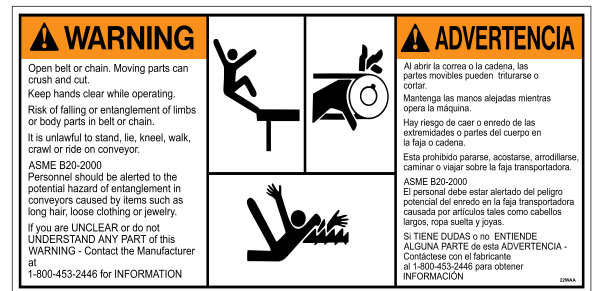 WARNING
Open belt or chain. Moving parts can
crush and cut.
Keep hands clear while operating.
Risk of falling or entanglement of limbs
or body parts in belt or chain.
It is unlawful to stand, lie, kneel, walk,
crawl or ride on conveyor.
ASME B20-2000
Personnel should be alerted to the
potential hazard of entanglement in
conveyors caused by items such as
long hair, loose clothing or jewelry.
If you are UNCLEAR or do not
UNDERSTAND ANY PART of this
WARNING - Contact the Manufacturer
at
1-800-453-2446 for INFORMATION
ADVERTENCIA
Al abrir la correa o la cadena, las
partes movibles pueden triturarse o
cortar.
Mantenga las manos alejadas mientras
opera la máquina.
Hay riesgo de caer o enredo de las
extremidades o partes del cuerpo en
la faja o cadena.
Esta prohibido pararse, acostarse, arrodillarse,
caminar o viajar sobre la faja transportadora.
ASME B20-2000
El personal debe estar alertado del peligro
potencial del enredo en la faja transportadora
causada por artículos tales como cabellos
largos, ropa suelta y joyas.
Si TIENE DUDAS o no ENTIENDE
ALGUNA PARTE de esta ADVERTENCIA -
Contáctese con el fabricante
al 1-800-453-2446 para obtener
INFORMACIÓN
22WAA